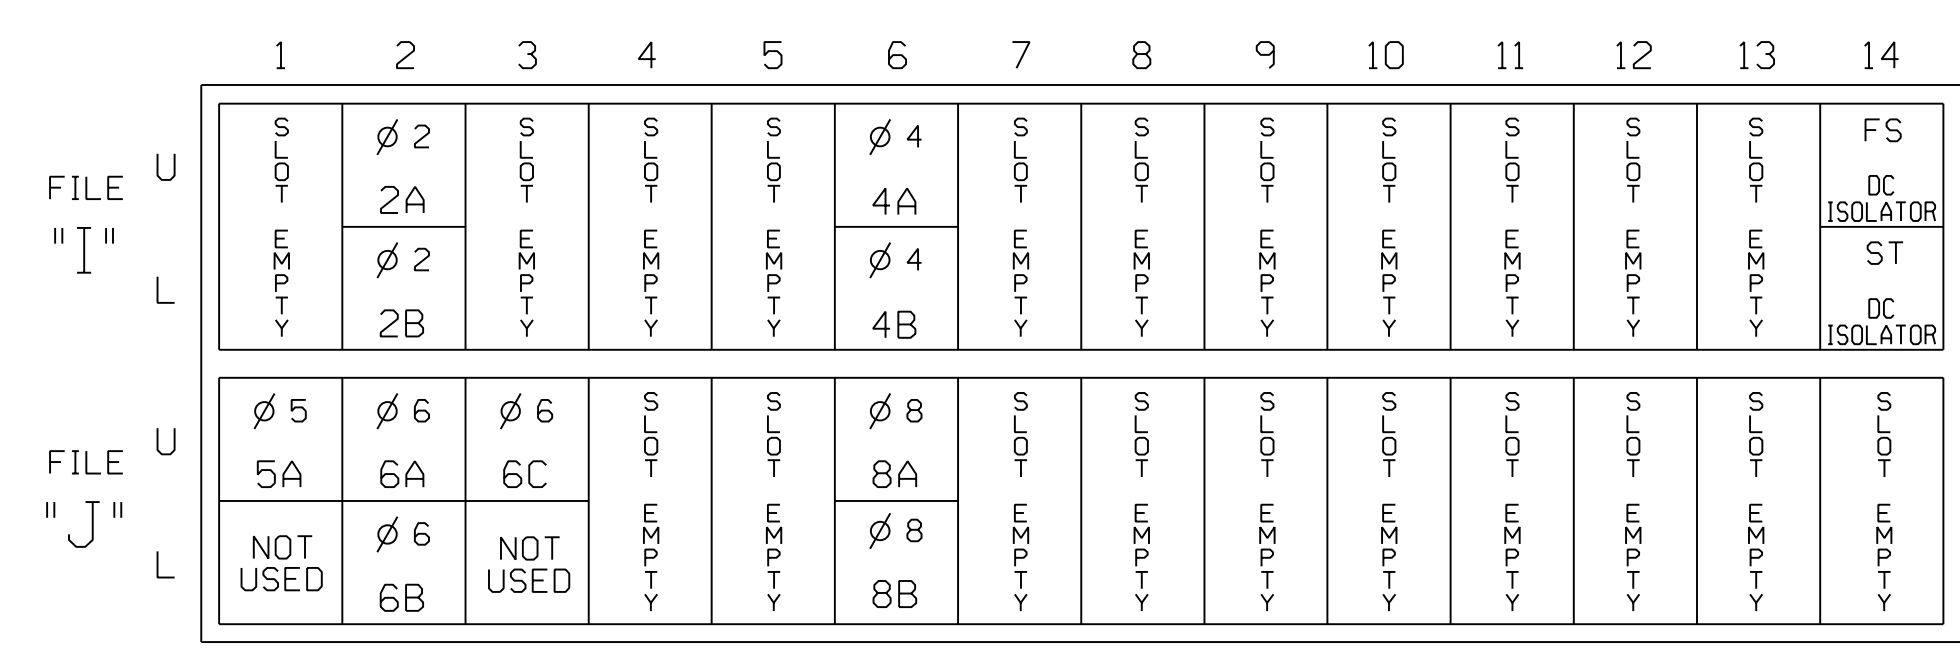 1 2 3 4 5 6 7 8 9 10 11 12 13 14
FILE
"I"
U
L
SLOT EMPTY
Ø 2
2A
Ø 2
2B
SLOT EMPTY
SLOT EMPTY
SLOT EMPTY
Ø 4
4A
Ø 4
4B
SLOT EMPTY
SLOT EMPTY
SLOT EMPTY
SLOT EMPTY
SLOT EMPTY
SLOT EMPTY
SLOT EMPTY
FS
DC
ISOLATOR
ST
DC
ISOLATOR
FILE
"J"
U
L
Ø 5
5A
NOT
USED
Ø 6
6A
Ø 6
6B
Ø 6
6C
NOT
USED
SLOT EMPTY
SLOT EMPTY
Ø 8
8A
Ø 8
8B
SLOT EMPTY
SLOT EMPTY
SLOT EMPTY
SLOT EMPTY
SLOT EMPTY
SLOT EMPTY
SLOT EMPTY
SLOT EMPTY